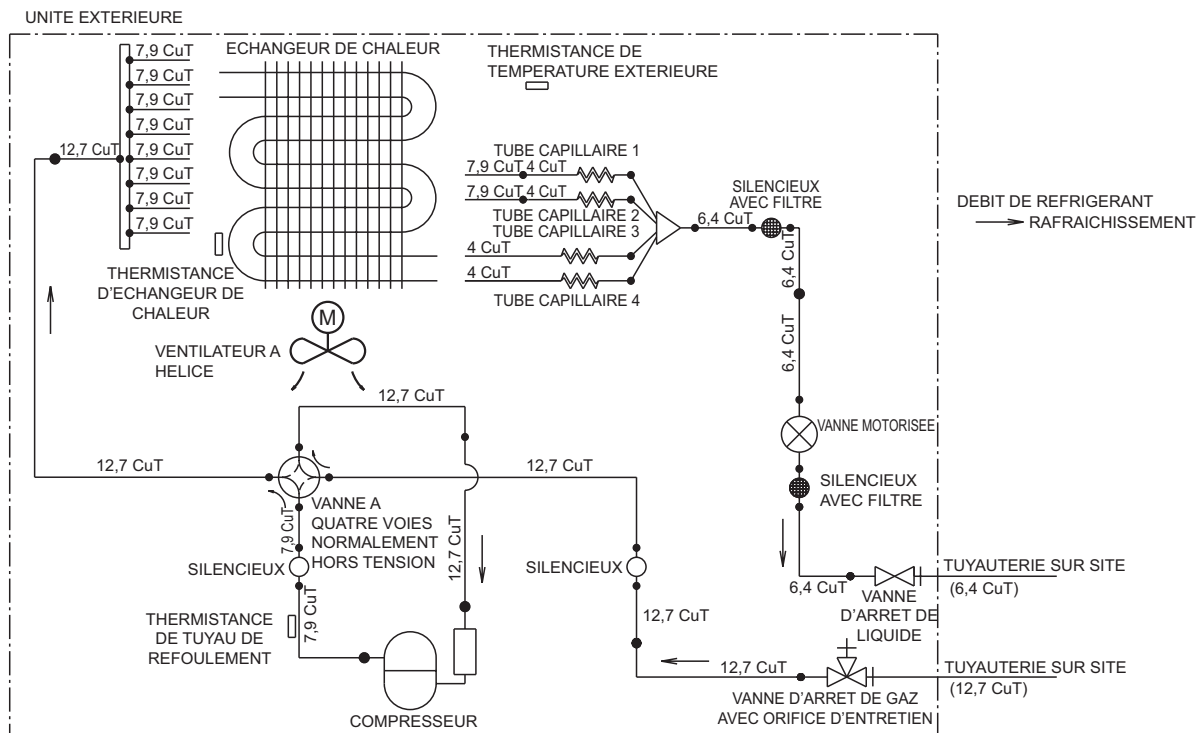 UNITE EXTERIEURE
7,9 CuT
7,9 CuT
7,9 CuT
7,9 CuT
7,9 CuT
7,9 CuT
7,9 CuT
7,9 CuT
12,7 CuT
ECHANGEUR DE CHALEUR
THERMISTANCE DE
TEMPERATURE EXTERIEURE
THERMISTANCE
D'ECHANGEUR DE
CHALEUR
TUBE CAPILLAIRE 1
7,9 CuT 4 CuT
7,9 CuT 4 CuT
TUBE CAPILLAIRE 2
TUBE CAPILLAIRE 3
4 CuT
4 CuT
TUBE CAPILLAIRE 4
6,4 CuT
SILENCIEUX
AVEC FILTRE
6,4 CuT
6,4 CuT
DEBIT DE REFRIGERANT
RAFRAICHISSEMENT
M
VENTILATEUR A
HELICE
12,7 CuT
VANNE MOTORISEE
12,7 CuT
12,7 CuT
SILENCIEUX
AVEC FILTRE
VANNE A
QUATRE VOIES
NORMALEMENT
HORS TENSION
7,9 CuT
12,7 CuT
SILENCIEUX
SILENCIEUX
6,4 CuT
TUYAUTERIE SUR SITE
(6,4 CuT)
VANNE
D'ARRET DE
LIQUIDE
THERMISTANCE
DE TUYAU DE
REFOULEMENT
7,9 CuT
12,7 CuT
12,7 CuT
TUYAUTERIE SUR SITE
(12,7 CuT)
VANNE D'ARRET DE GAZ
AVEC ORIFICE D'ENTRETIEN
COMPRESSEUR